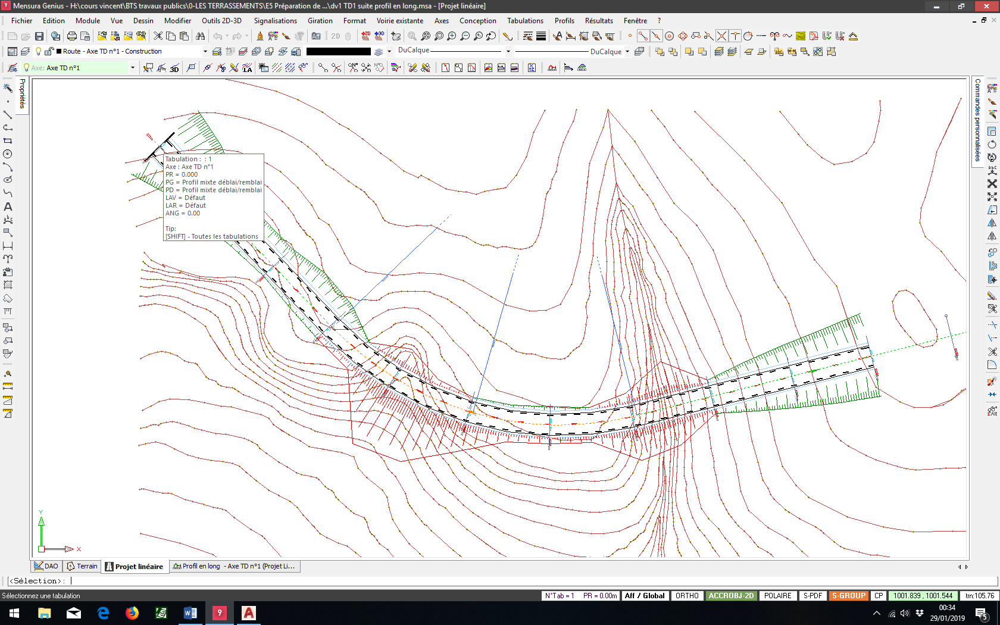 Mensura Genius - H:\cours vincent\BTS travaux publics\0-LES TERRASSEMENTS\E5 Préparation de ...\dv1 TD1 suite profil en long.msa - [Projet linéaire]
Fichier Edition Module Vue Dessin Modifier Outils 2D-3D Signalisations Giration Format Voirie existante Axes Conception Tabulations Profils Résultats Fenêtre ?
Route - Axe TD n°1 - Construction
DuCalque
DuCalque
Axe: Axe TD n°1
Propriétés
Commandes personnalisées
Tabulation : : 1
Axe : Axe TD n°1
PR = 0.000
PG = Profil mixte déblai/remblai
PD = Profil mixte déblai/remblai
LAV = Défaut
LAR = Défaut
ANG = 0.00
Tip:
[SHIFT] - Toutes les tabulations
Y
X
DAO Terrain Projet linéaire Profil en long - Axe TD n°1 (Projet Li...
<Sélection>:
Sélectionnez une tabulation
N°Tab = 1 PR = 0.00m Aff / Global ORTHO ACCROBJ-2D POLAIRE S-PDF S-GROUP CP 1001.839 , 1001.544 trn:105.76
00:34
29/01/2019
5